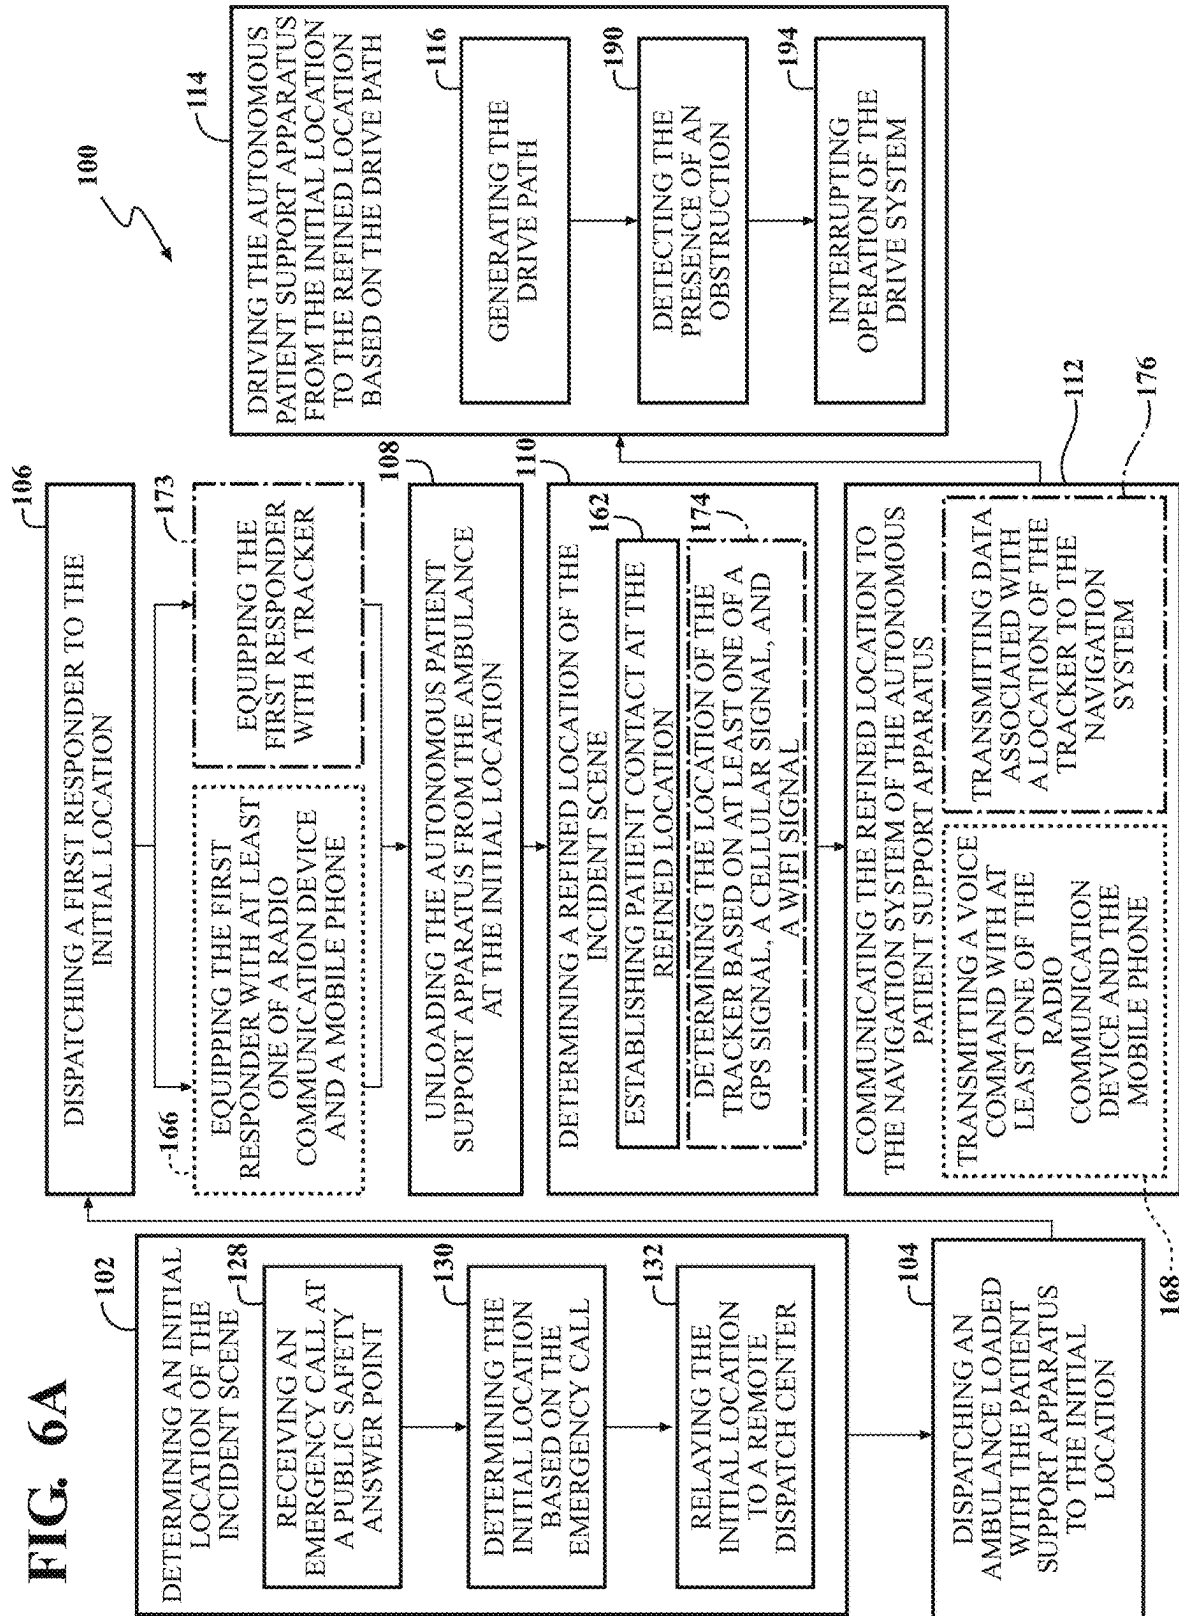 FIG. 6A
100
102
DETERMINING AN INITIAL
LOCATION OF THE
INCIDENT SCENE
128
RECEIVING AN
EMERGENCY CALL AT
A PUBLIC SAFETY
ANSWER POINT
130
DETERMINING THE
INITIAL LOCATION
BASED ON THE
EMERGENCY CALL
132
RELAYING THE
INITIAL LOCATION
TO A REMOTE
DISPATCH CENTER
104
DISPATCHING AN
AMBULANCE LOADED
WITH THE PATIENT
SUPPORT APPARATUS
TO THE INITIAL
LOCATION
106
DISPATCHING A FIRST RESPONDER TO THE
INITIAL LOCATION
166
EQUIPPING THE FIRST
RESPONDER WITH AT LEAST
ONE OF A RADIO
COMMUNICATION DEVICE
AND A MOBILE PHONE
173
EQUIPPING THE
FIRST RESPONDER
WITH A TRACKER
108
UNLOADING THE AUTONOMOUS PATIENT
SUPPORT APPARATUS FROM THE AMBULANCE
AT THE INITIAL LOCATION
110
DETERMINING A REFINED LOCATION OF THE
INCIDENT SCENE
162
ESTABLISHING PATIENT CONTACT AT THE
REFINED LOCATION
174
DETERMINING THE LOCATION OF THE
TRACKER BASED ON AT LEAST ONE OF A
GPS SIGNAL, A CELLULAR SIGNAL, AND
A WIFI SIGNAL
112
COMMUNICATING THE REFINED LOCATION TO
THE NAVIGATION SYSTEM OF THE AUTONOMOUS
PATIENT SUPPORT APPARATUS
168
TRANSMITTING A VOICE
COMMAND WITH AT
LEAST ONE OF THE
RADIO
COMMUNICATION
DEVICE AND THE
MOBILE PHONE
176
TRANSMITTING DATA
ASSOCIATED WITH
A LOCATION OF THE
TRACKER TO THE
NAVIGATION
SYSTEM
114
DRIVING THE AUTONOMOUS
PATIENT SUPPORT APPARATUS
FROM THE INITIAL LOCATION
TO THE REFINED LOCATION
BASED ON THE DRIVE PATH
116
GENERATING THE
DRIVE PATH
190
DETECTING THE
PRESENCE OF AN
OBSTRUCTION
194
INTERRUPTING
OPERATION OF THE
DRIVE SYSTEM